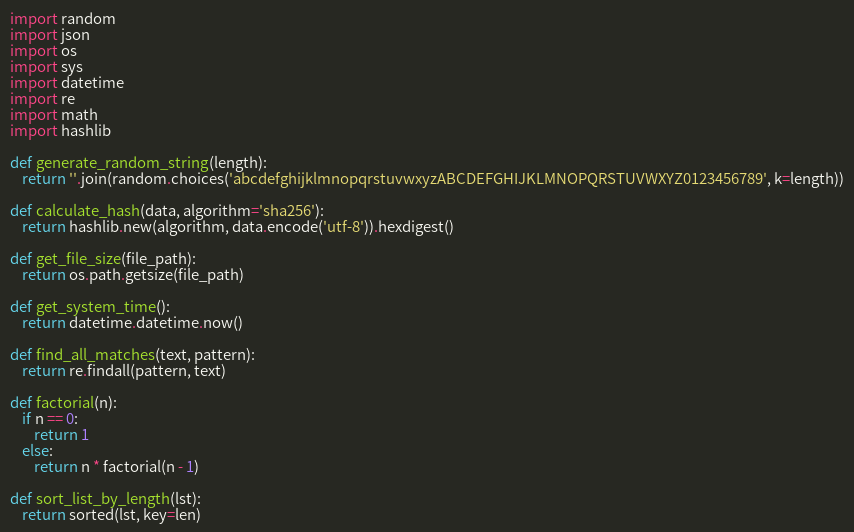 import random
import json
import os
import sys
import datetime
import re
import math
import hashlib

def generate_random_string(length):
    return ''.join(random.choices('abcdefghijklmnopqrstuvwxyzABCDEFGHIJKLMNOPQRSTUVWXYZ0123456789', k=length))

def calculate_hash(data, algorithm='sha256'):
    return hashlib.new(algorithm, data.encode('utf-8')).hexdigest()

def get_file_size(file_path):
    return os.path.getsize(file_path)

def get_system_time():
    return datetime.datetime.now()

def find_all_matches(text, pattern):
    return re.findall(pattern, text)

def factorial(n):
    if n == 0:
        return 1
    else:
        return n * factorial(n - 1)

def sort_list_by_length(lst):
    return sorted(lst, key=len)